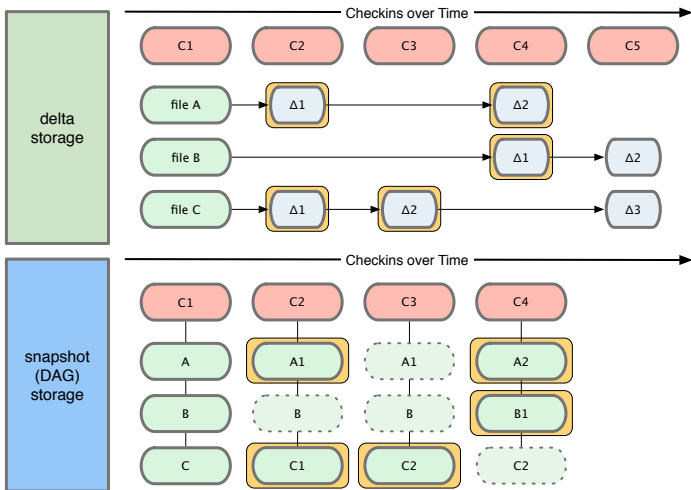 Checkins over Time
C1 C2 C3 C4 C5
delta
storage
file A Δ1 Δ2
file B Δ1 Δ2
file C Δ1 Δ2 Δ3
Checkins over Time
C1 C2 C3 C4
snapshot
(DAG)
storage
A A1 A1 A2
B B B B1
C C1 C2 C2